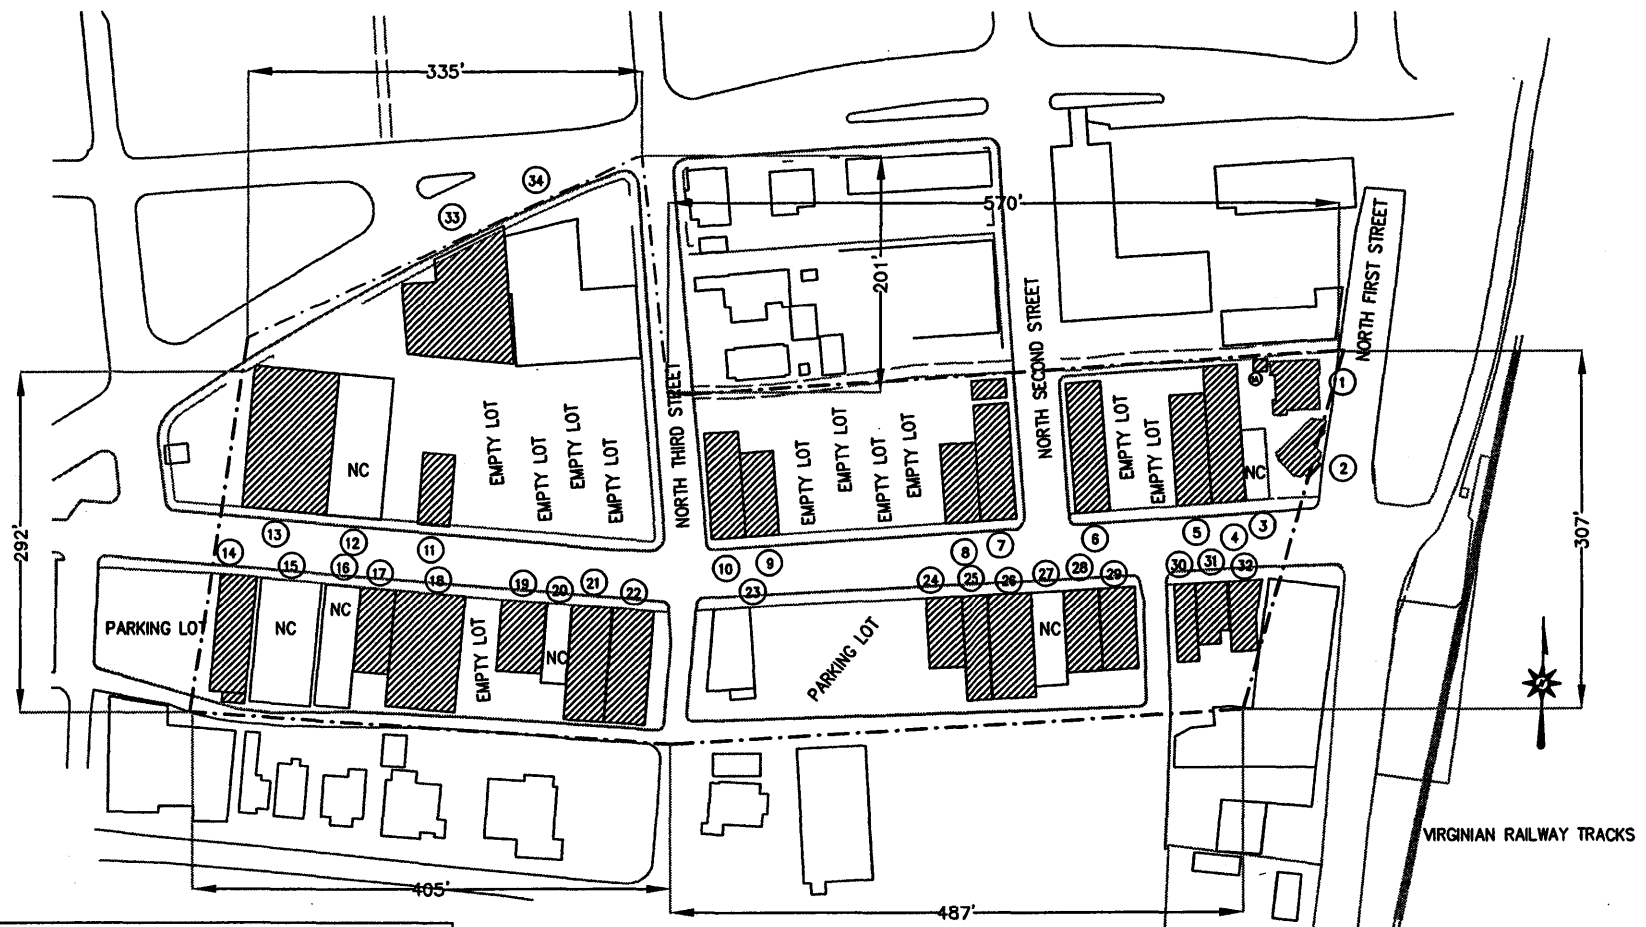 335'
34
33
570'
201'
NORTH FIRST STREET
NORTH SECOND STREET
NORTH THIRD STREET
1
2
NC
EMPTY LOT
EMPTY LOT
EMPTY LOT
EMPTY LOT
EMPTY LOT
EMPTY LOT
EMPTY LOT
EMPTY LOT
EMPTY LOT
EMPTY LOT
NC
292'
307'
13
12
11
10
9
8
7
6
5
4
3
14
15
16
17
18
19
20
21
22
23
24
25
26
27
28
29
30
31
32
PARKING LOT
NC
NC
EMPTY LOT
NC
PARKING LOT
NC
VIRGINIAN RAILWAY TRACKS
405'
487'